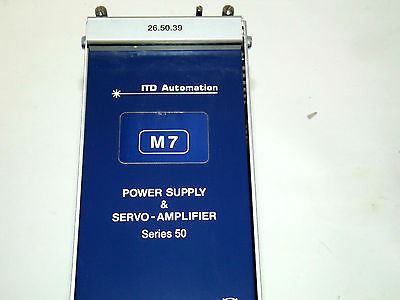 26.50.39
ITD Automation
M7
POWER SUPPLY
&
SERVO-AMPLIFIER
Series 50